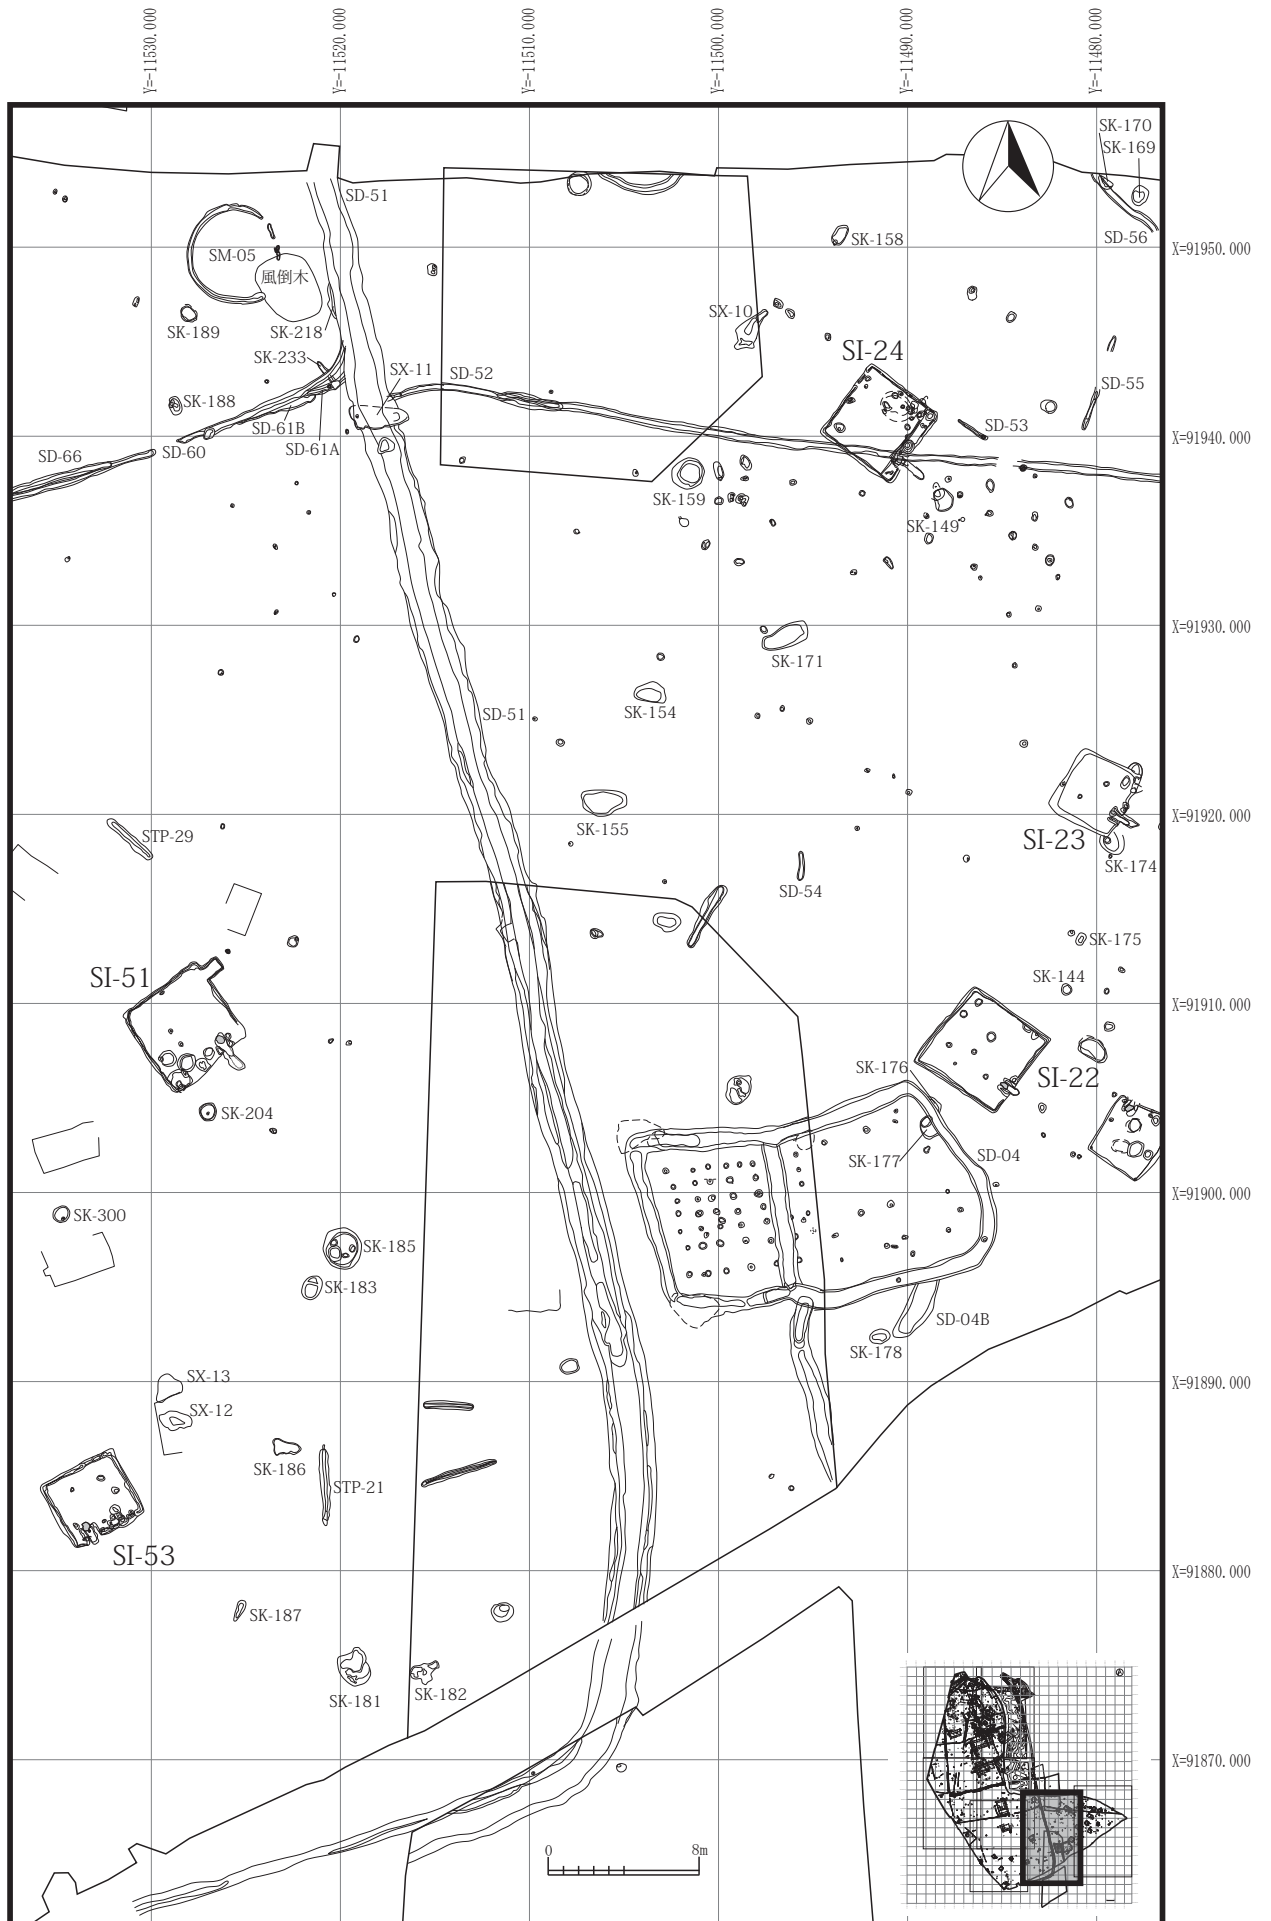 Y=-11530.000
Y=-11520.000
Y=-11510.000
Y=-11500.000
Y=-11490.000
Y=-11480.000
SK-170
SK-169
SD-51
SM-05
SK-158
SD-56
X=91950.000
風倒木
SK-189
SK-218
SX-10
SI-24
SK-233
SX-11
SD-52
SD-55
SK-188
SD-61B
SD-53
SD-66
SD-60
SD-61A
X=91940.000
SK-159
SK-149
X=91930.000
SK-171
SK-154
SD-51
STP-29
SK-155
SI-23
X=91920.000
SK-174
SD-54
SK-175
SI-51
SK-144
X=91910.000
SK-176
SI-22
SK-204
SK-177
SD-04
SK-300
X=91900.000
SK-185
SK-183
SD-04B
SK-178
SX-13
X=91890.000
SX-12
SK-186
STP-21
SI-53
X=91880.000
SK-187
SK-181
SK-182
X=91870.000
0
8m